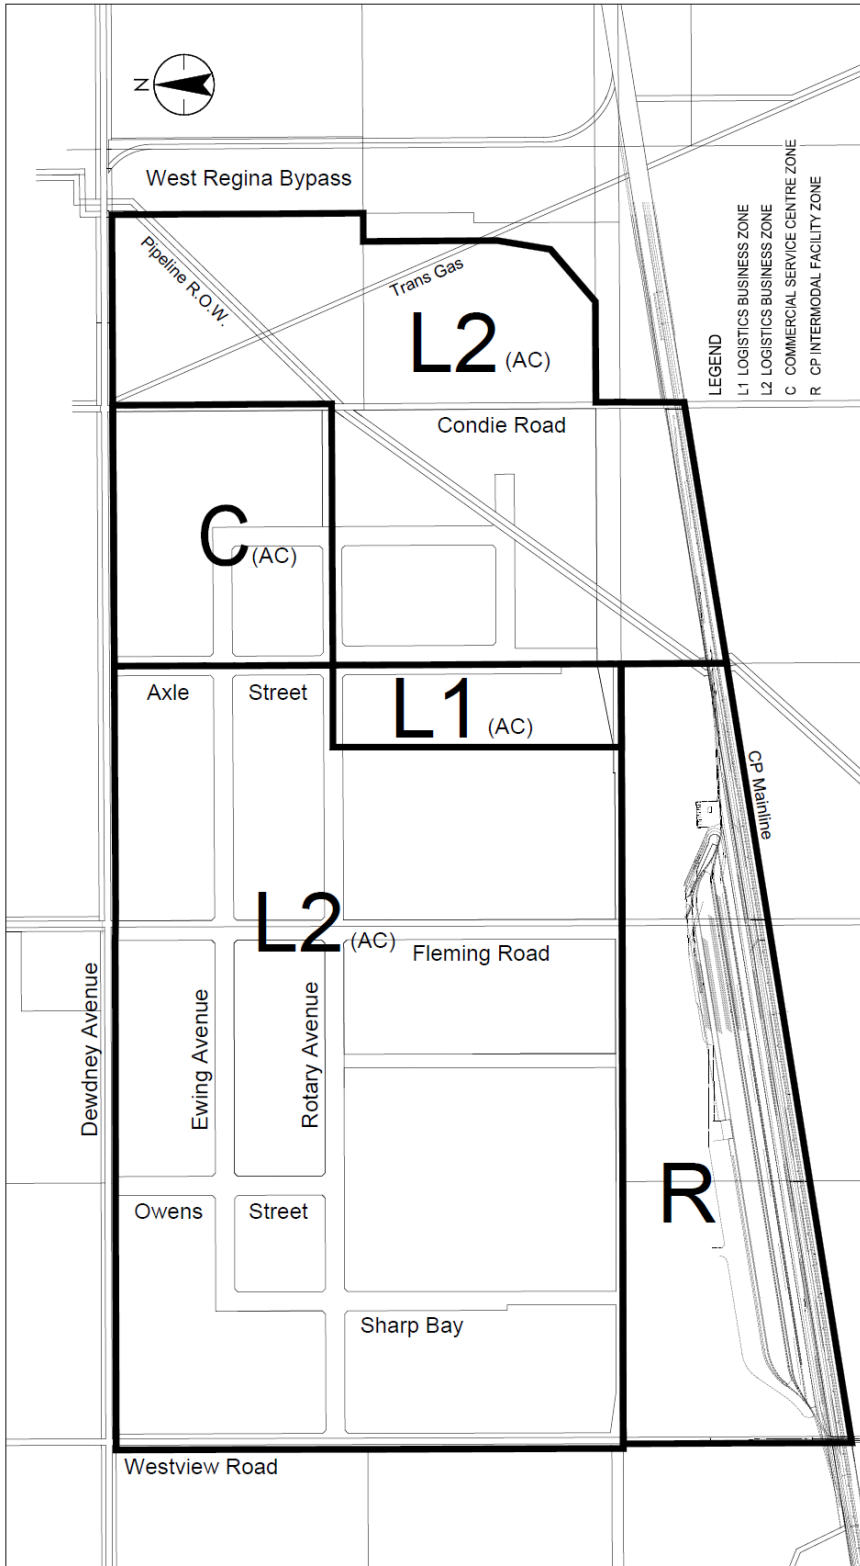 N
West Regina Bypass
Pipeline R.O.W.
Trans Gas
L2 (AC)
LEGEND
L1 LOGISTICS BUSINESS ZONE
L2 LOGISTICS BUSINESS ZONE
C COMMERCIAL SERVICE CENTRE ZONE
R CP INTERMODAL FACILITY ZONE
Condie Road
C (AC)
Axle Street
L1 (AC)
CP Mainline
L2 (AC)
Fleming Road
Dewdney Avenue
Ewing Avenue
Rotary Avenue
R
Owens Street
Sharp Bay
Westview Road